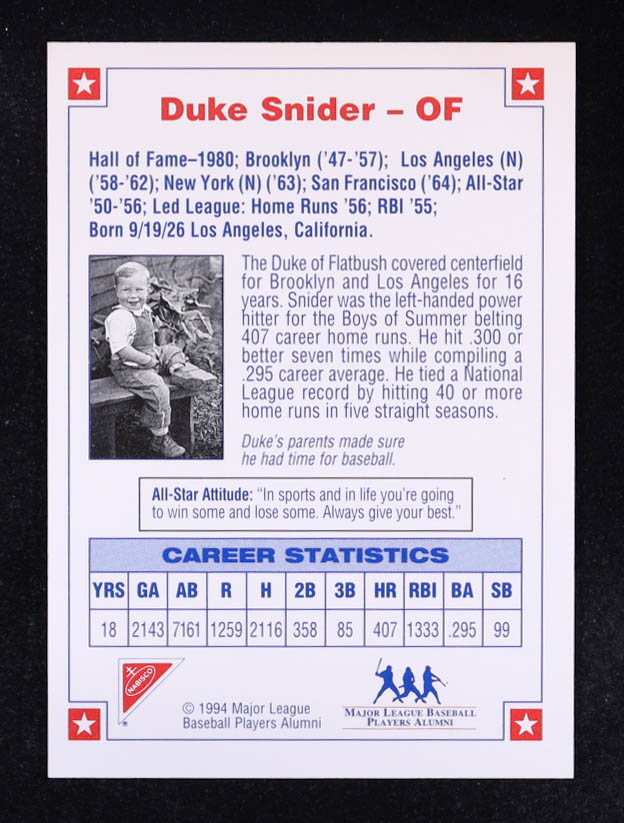 Duke Snider – OF
Hall of Fame–1980; Brooklyn ('47-'57); Los Angeles (N)
('58-'62); New York (N) ('63); San Francisco ('64); All-Star
'50-'56; Led League: Home Runs '56; RBI '55;
Born 9/19/26 Los Angeles, California.
The Duke of Flatbush covered centerfield
for Brooklyn and Los Angeles for 16
years. Snider was the left-handed power
hitter for the Boys of Summer belting
407 career home runs. He hit .300 or
better seven times while compiling a
.295 career average. He tied a National
League record by hitting 40 or more
home runs in five straight seasons.
Duke's parents made sure
he had time for baseball.
All-Star Attitude: “In sports and in life you're going
to win some and lose some. Always give your best.”
CAREER STATISTICS
YRS GA AB R H 2B 3B HR RBI BA SB
18 2143 7161 1259 2116 358 85 407 1333 .295 99
NABISCO
®
© 1994 Major League
Baseball Players Alumni
MAJOR LEAGUE BASEBALL
PLAYERS ALUMNI